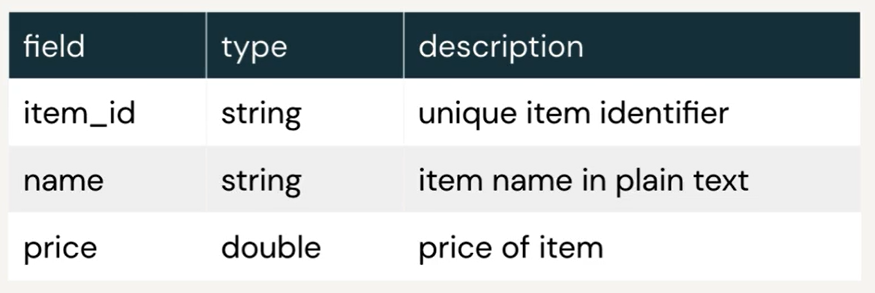 field type description
item_id string unique item identifier
name string item name in plain text
price double price of item